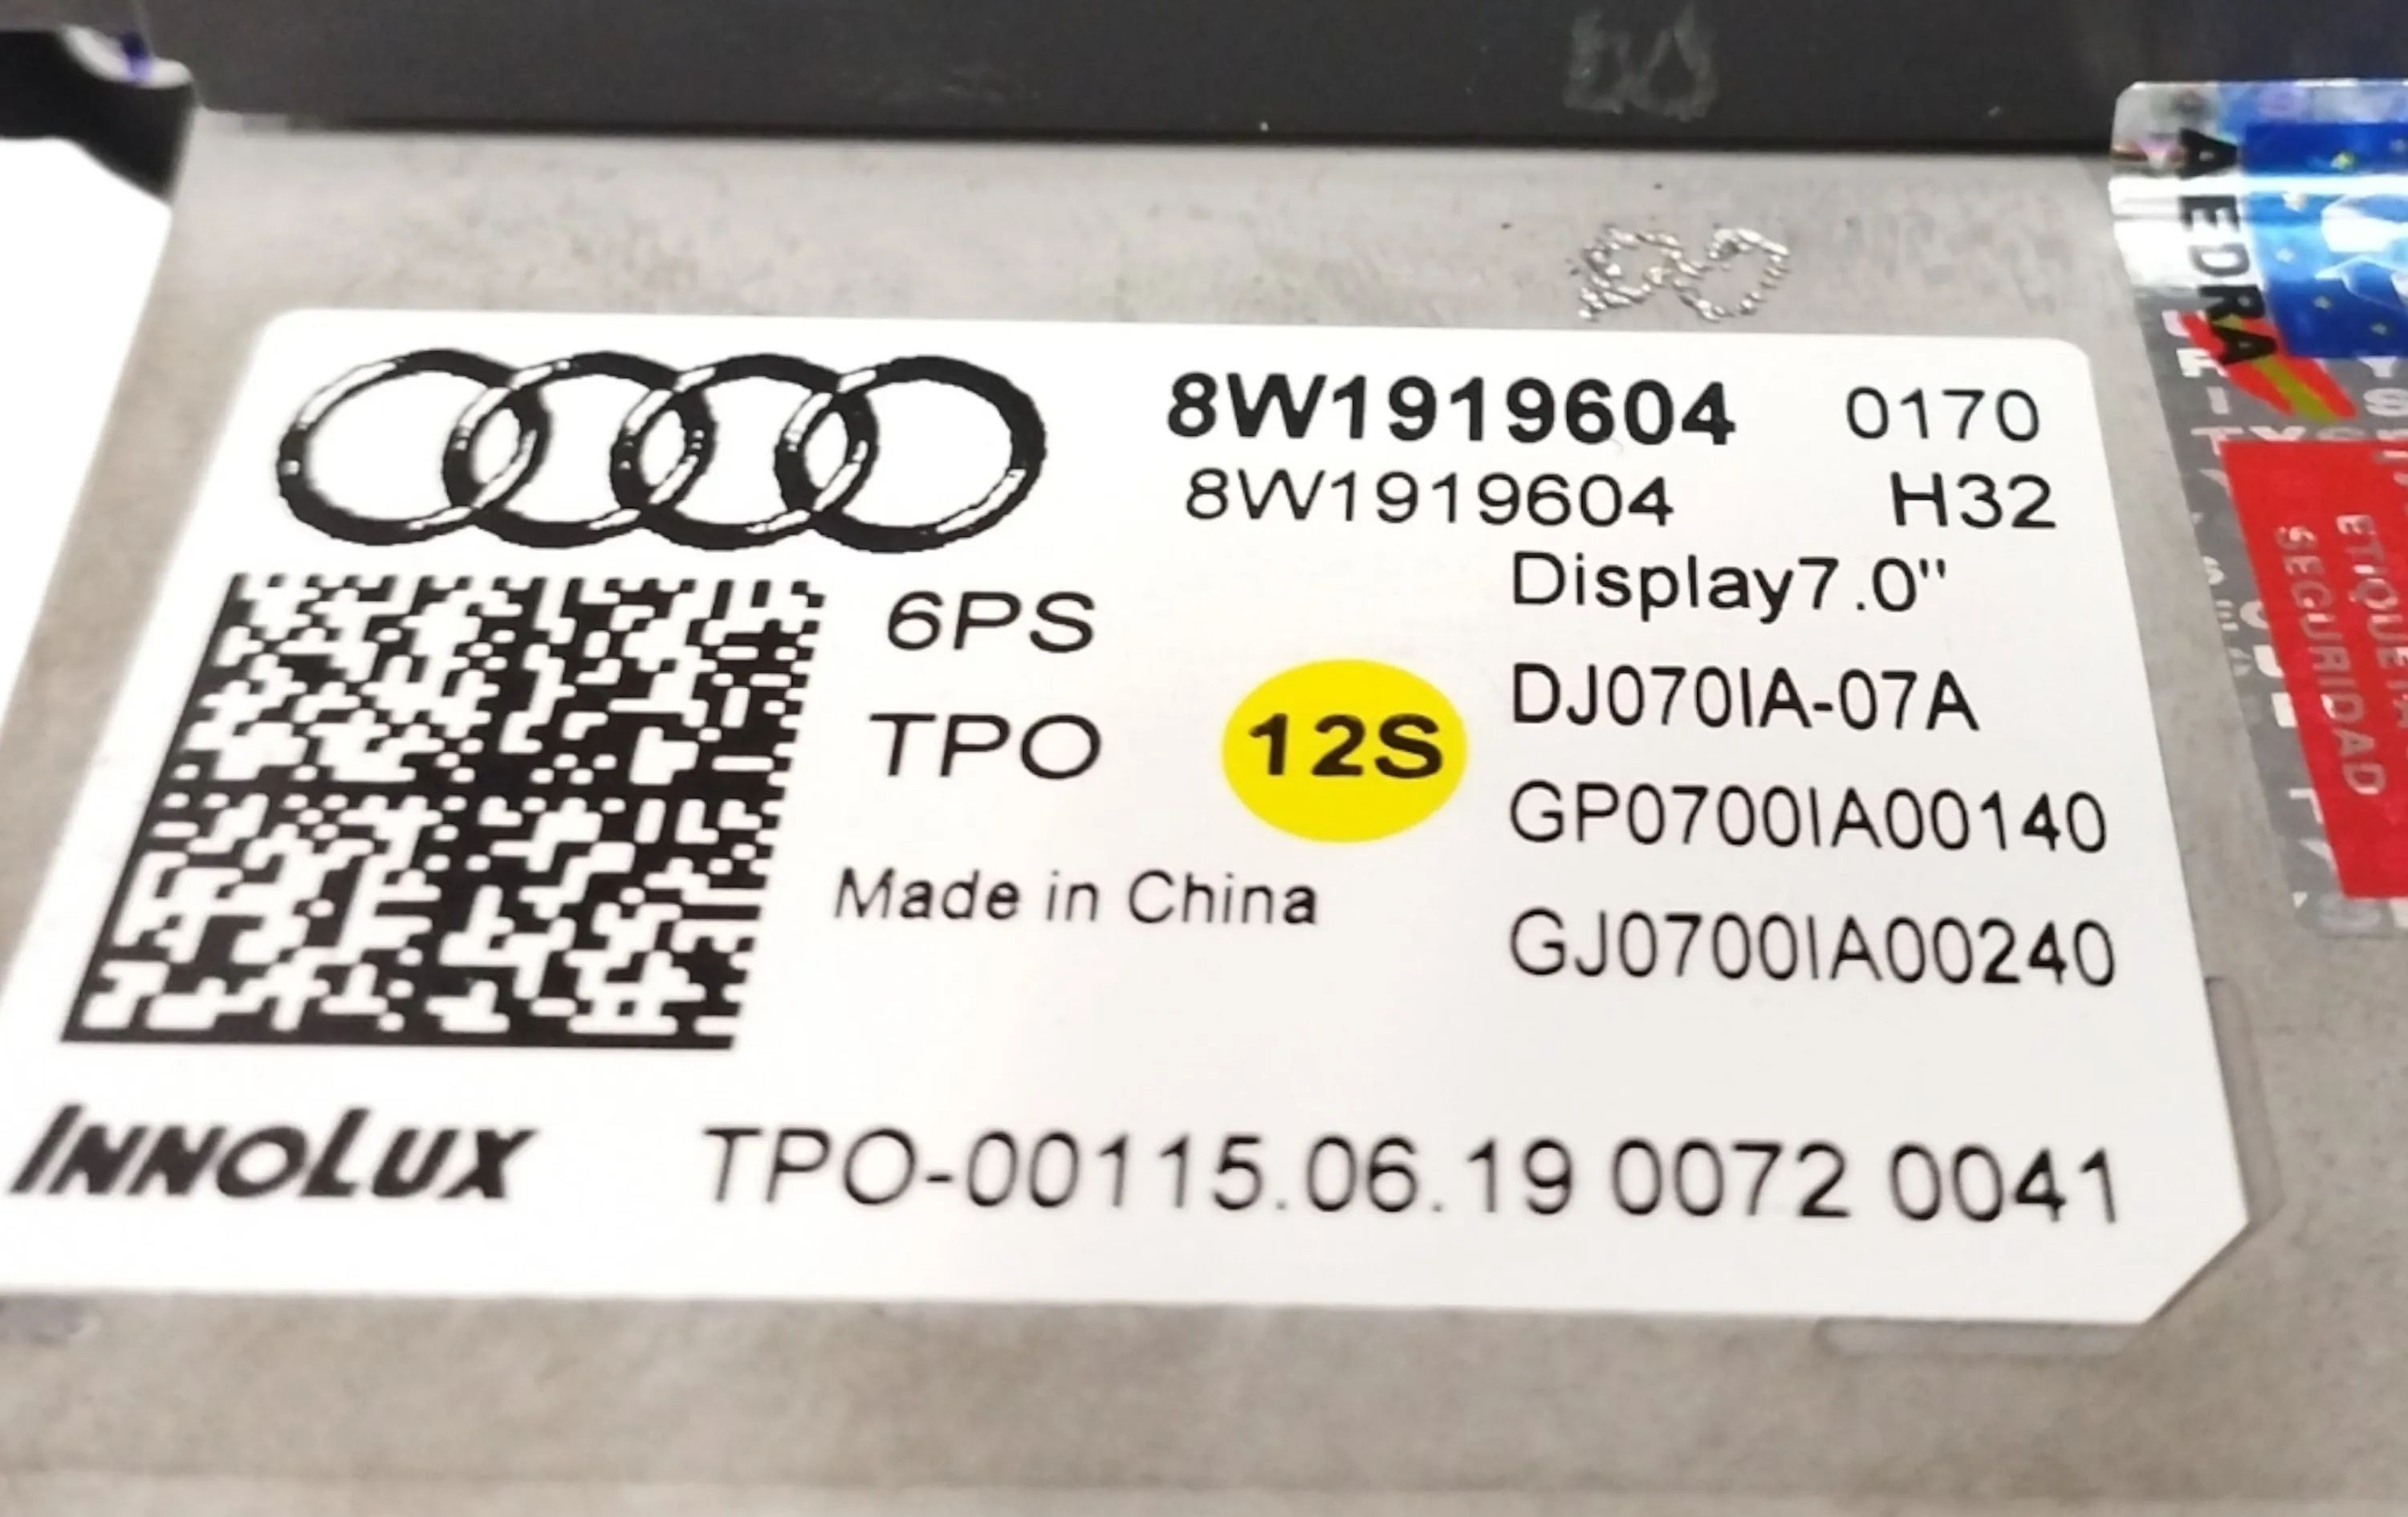 8W1919604 0170
8W1919604 H32
Display7.0"
6PS
DJ070IA-07A
TPO
12S
GP0700IA00140
Made in China
GJ0700IA00240
INNOLUX
TPO-00115.06.19 0072 0041
AEDRA
SEGURIDAD